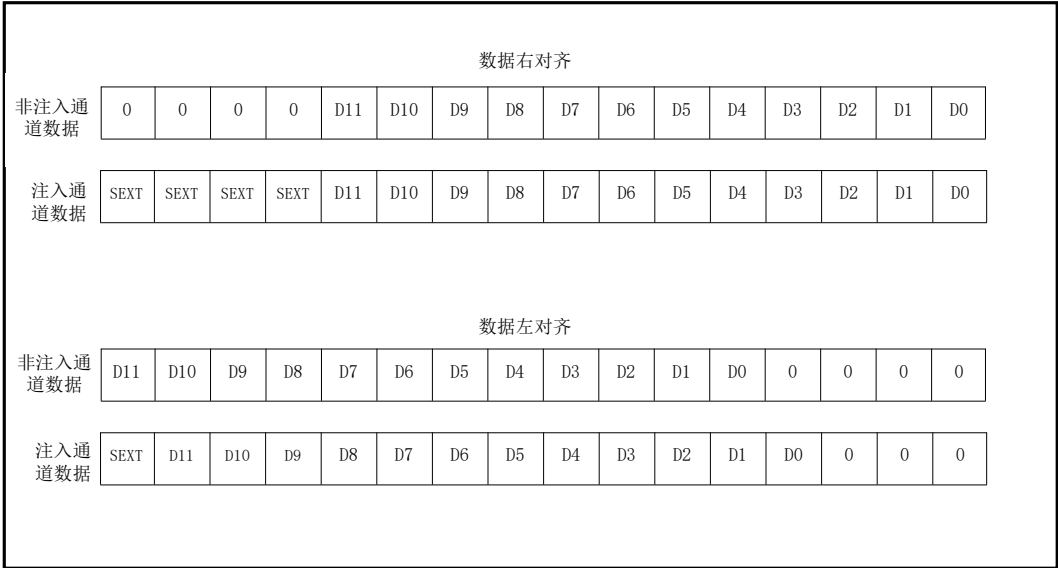 数据右对齐
非注入通
道数据
0 0 0 0 D11 D10 D9 D8 D7 D6 D5 D4 D3 D2 D1 D0
注入通
道数据
SEXT SEXT SEXT SEXT D11 D10 D9 D8 D7 D6 D5 D4 D3 D2 D1 D0
数据左对齐
非注入通
道数据
D11 D10 D9 D8 D7 D6 D5 D4 D3 D2 D1 D0 0 0 0 0
注入通
道数据
SEXT D11 D10 D9 D8 D7 D6 D5 D4 D3 D2 D1 D0 0 0 0